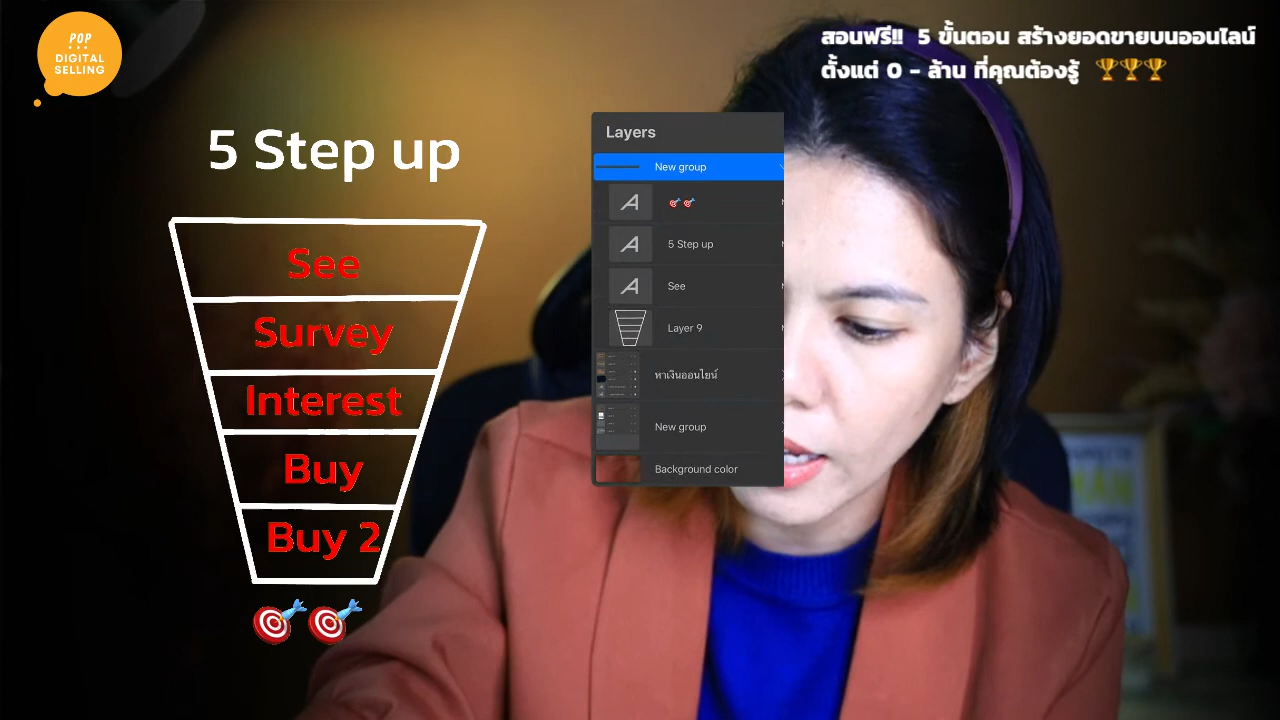 POP
DIGITAL
SELLING
สอนฟรี!! 5 ขั้นตอน สร้างยอดขายบนออนไลน์
ตั้งแต่ 0 - ล้าน ที่คุณต้องรู้
5 Step up
See
Survey
Interest
Buy
Buy 2
Layers
New group
5 Step up
See
Layer 9
หาเงินออนไยน์
New group
Background color